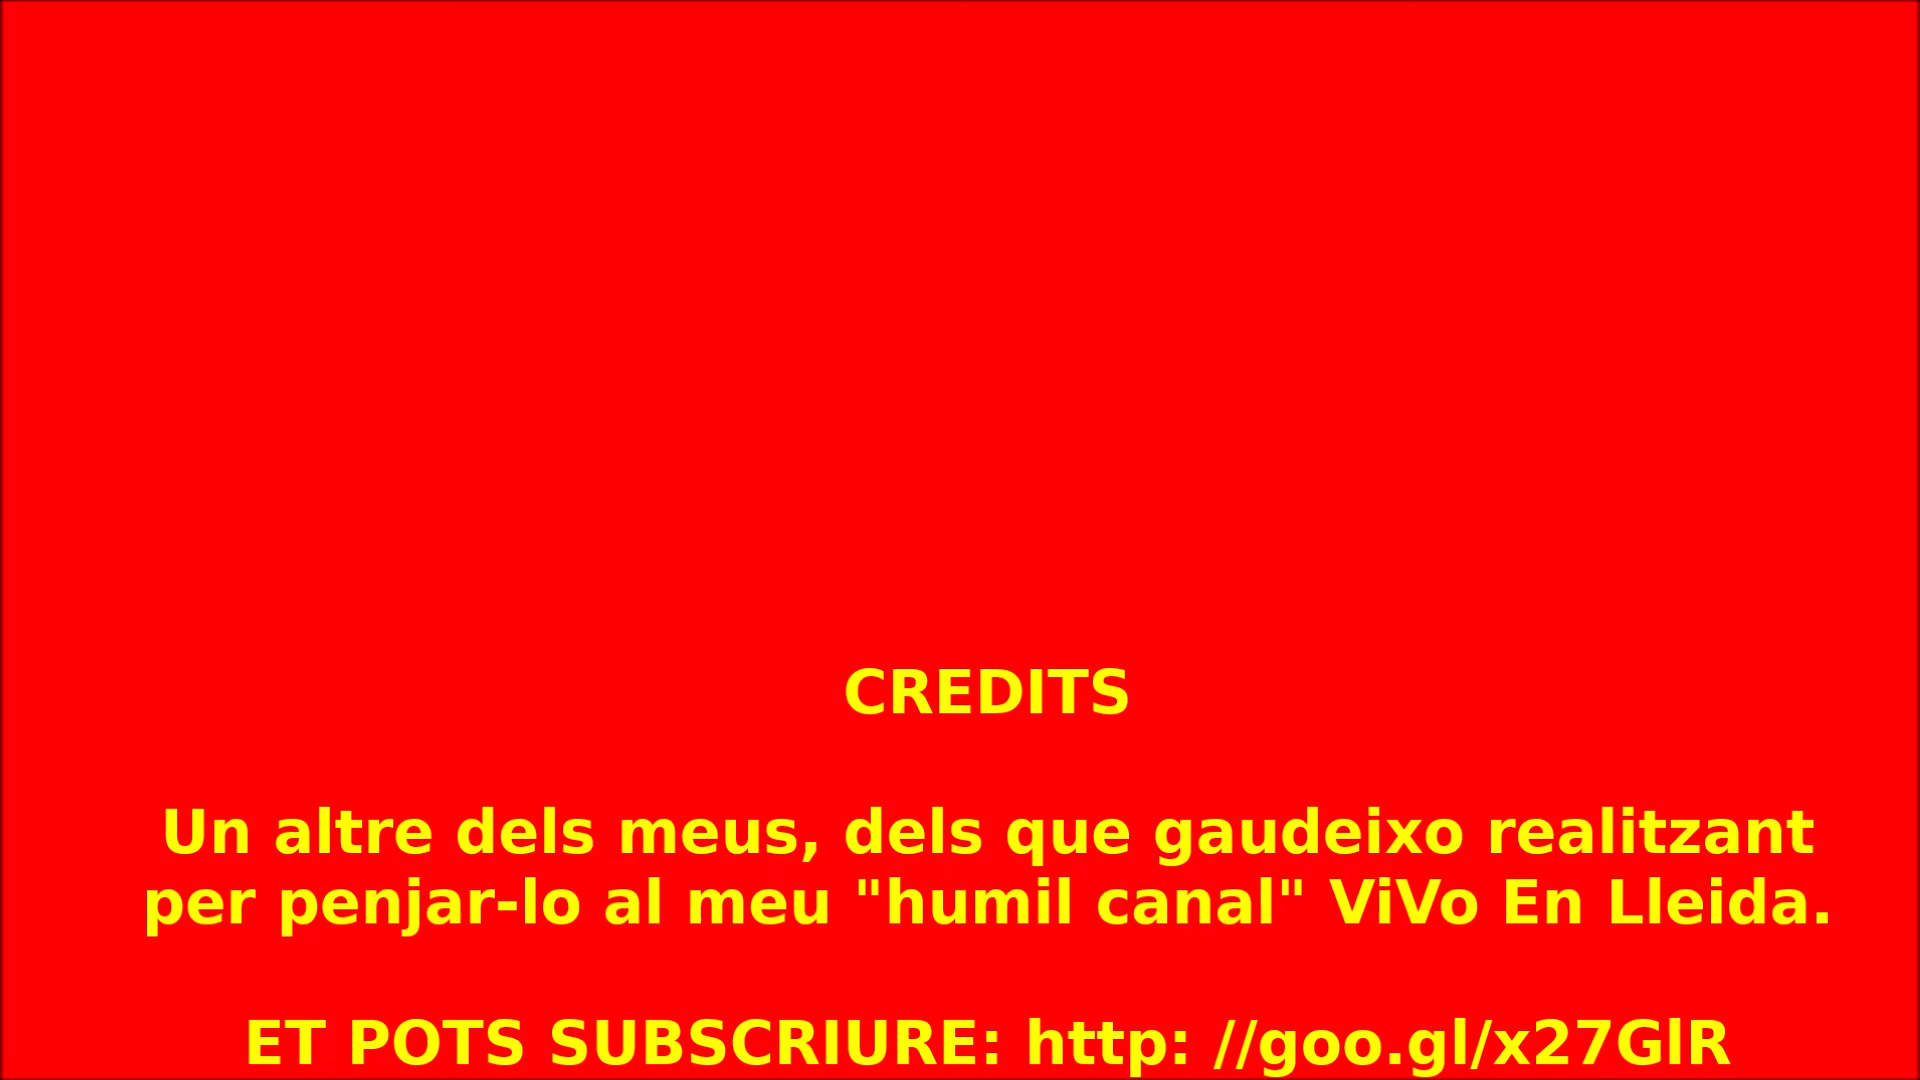 CREDITS
Un altre dels meus, dels que gaudeixo realitzant
per penjar-lo al meu "humil canal" ViVo En Lleida.
ET POTS SUBSCRIURE: http: //goo.gl/x27GlR